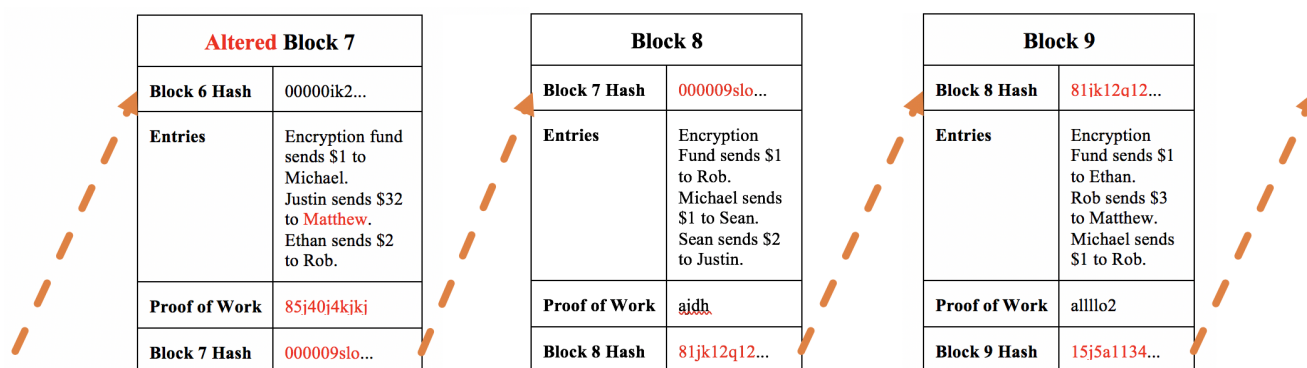 Altered Block 7
Block 6 Hash 00000ik2...
Entries Encryption fund
sends $1 to
Michael.
Justin sends $32
to Matthew.
Ethan sends $2
to Rob.
Proof of Work 85j40j4kjkj
Block 7 Hash 000009slo...
Block 8
Block 7 Hash 000009slo...
Entries Encryption
Fund sends $1
to Rob.
Michael sends
$1 to Sean.
Sean sends $2
to Justin.
Proof of Work ajdh
Block 8 Hash 81jk12q12...
Block 9
Block 8 Hash 81jk12q12...
Entries Encryption
Fund sends $1
to Ethan.
Rob sends $3
to Matthew.
Michael sends
$1 to Rob.
Proof of Work allllo2
Block 9 Hash 15j5a1134...